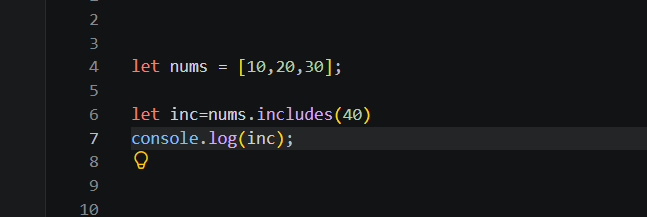 2
3
4 let nums = [10,20,30];
5
6 let inc=nums.includes(40)
7 console.log(inc);
8
9
10